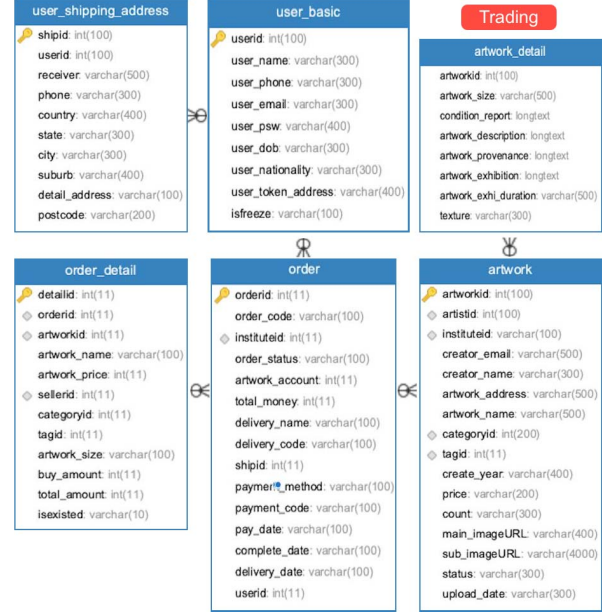 user_shipping_address
shipid: int(100)
userid: int(100)
receiver: varchar(500)
phone: varchar(300)
country: varchar(400)
state: varchar(300)
city: varchar(300)
suburb: varchar(400)
detail_address: varchar(100)
postcode: varchar(200)
user_basic
userid: int(100)
user_name: varchar(300)
user_phone: varchar(300)
user_email: varchar(300)
user_psw: varchar(400)
user_dob: varchar(300)
user_nationality: varchar(300)
user_token_address: varchar(400)
isfreeze: varchar(100)
Trading
artwork_detail
artworkid: int(100)
artwork_size: varchar(500)
condition_report: longtext
artwork_description: longtext
artwork_provenance: longtext
artwork_exhibition: longtext
artwork_exhi_duration: varchar(500)
texture: varchar(300)
order_detail
detailid: int(11)
orderid: int(11)
artworkid: int(11)
artwork_name: varchar(100)
artwork_price: int(11)
sellerid: int(11)
categoryid: int(11)
tagid: int(11)
artwork_size: varchar(100)
buy_amount: int(11)
total_amount: int(11)
isexisted: varchar(10)
order
orderid: int(11)
order_code: varchar(100)
instituteid: int(11)
order_status: varchar(100)
artwork_account: int(11)
total_money: int(11)
delivery_name: varchar(100)
delivery_code: varchar(100)
shipid: int(11)
payment_method: varchar(100)
payment_code: varchar(100)
pay_date: varchar(100)
complete_date: varchar(100)
delivery_date: varchar(100)
userid: int(11)
artwork
artworkid: int(100)
artistid: int(100)
instituteid: varchar(100)
creator_email: varchar(500)
creator_name: varchar(300)
artwork_address: varchar(500)
artwork_name: varchar(500)
categoryid: int(200)
tagid: int(11)
create_year: varchar(400)
price: varchar(200)
count: varchar(300)
main_imageURL: varchar(400)
sub_imageURL: varchar(4000)
status: varchar(300)
upload_date: varchar(300)